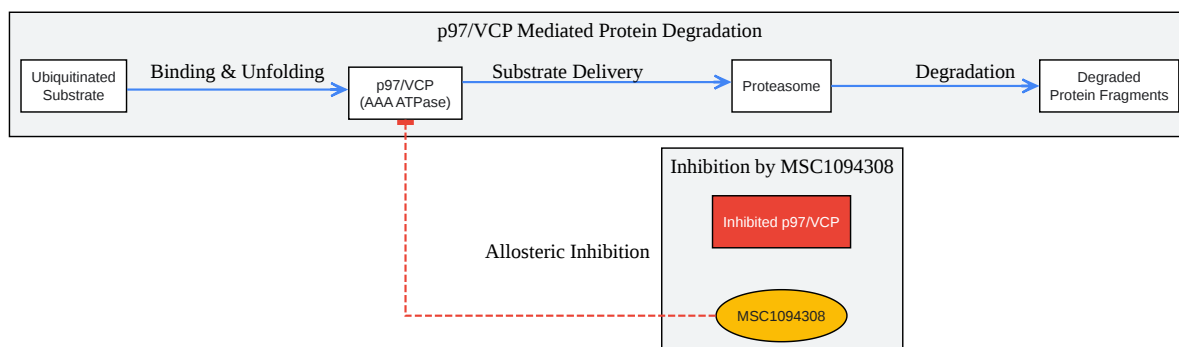 p97/VCP Mediated Protein Degradation
Ubiquitinated
Substrate
Binding & Unfolding
p97/VCP
(AAA ATPase)
Substrate Delivery
Proteasome
Degradation
Degraded
Protein Fragments
Inhibition by MSC1094308
Inhibited p97/VCP
Allosteric Inhibition
MSC1094308